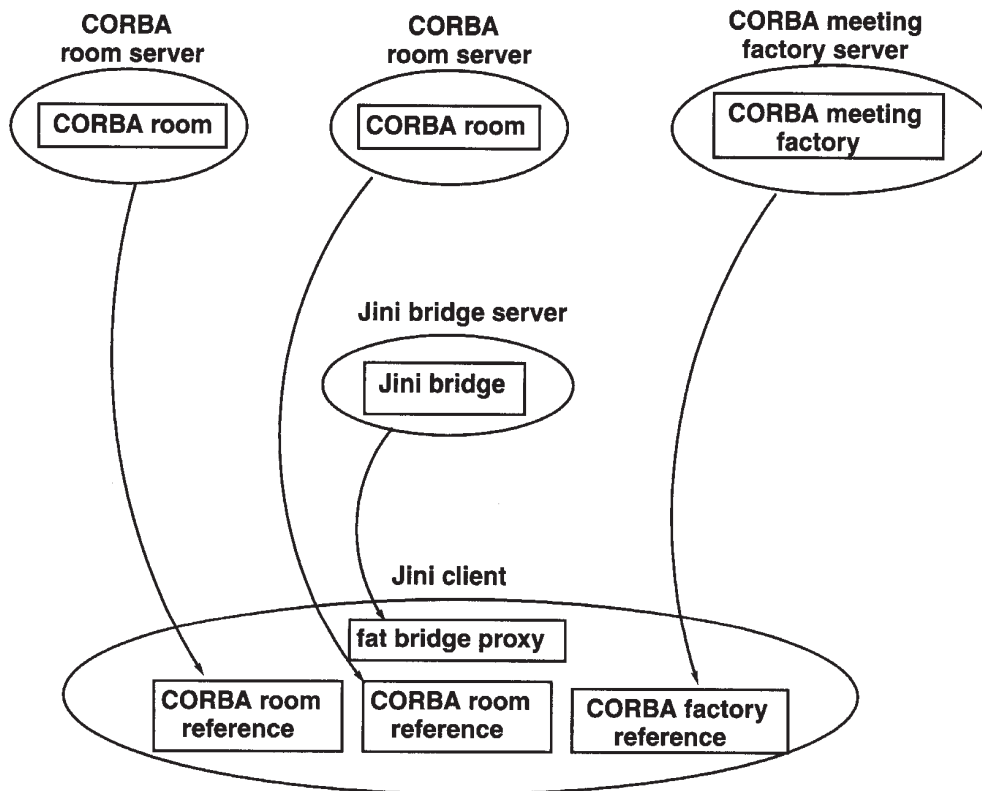 CORBA
room server
CORBA
room server
CORBA meeting
factory server
CORBA room
CORBA room
CORBA meeting
factory
Jini bridge server
Jini bridge
Jini client
fat bridge proxy
CORBA room
reference
CORBA room
reference
CORBA factory
reference